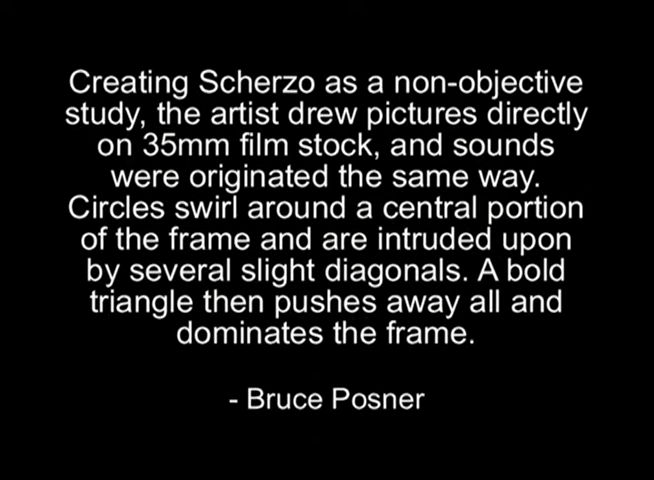 Creating Scherzo as a non-objective
study, the artist drew pictures directly
on 35mm film stock, and sounds
were originated the same way.
Circles swirl around a central portion
of the frame and are intruded upon
by several slight diagonals. A bold
triangle then pushes away all and
dominates the frame.
- Bruce Posner